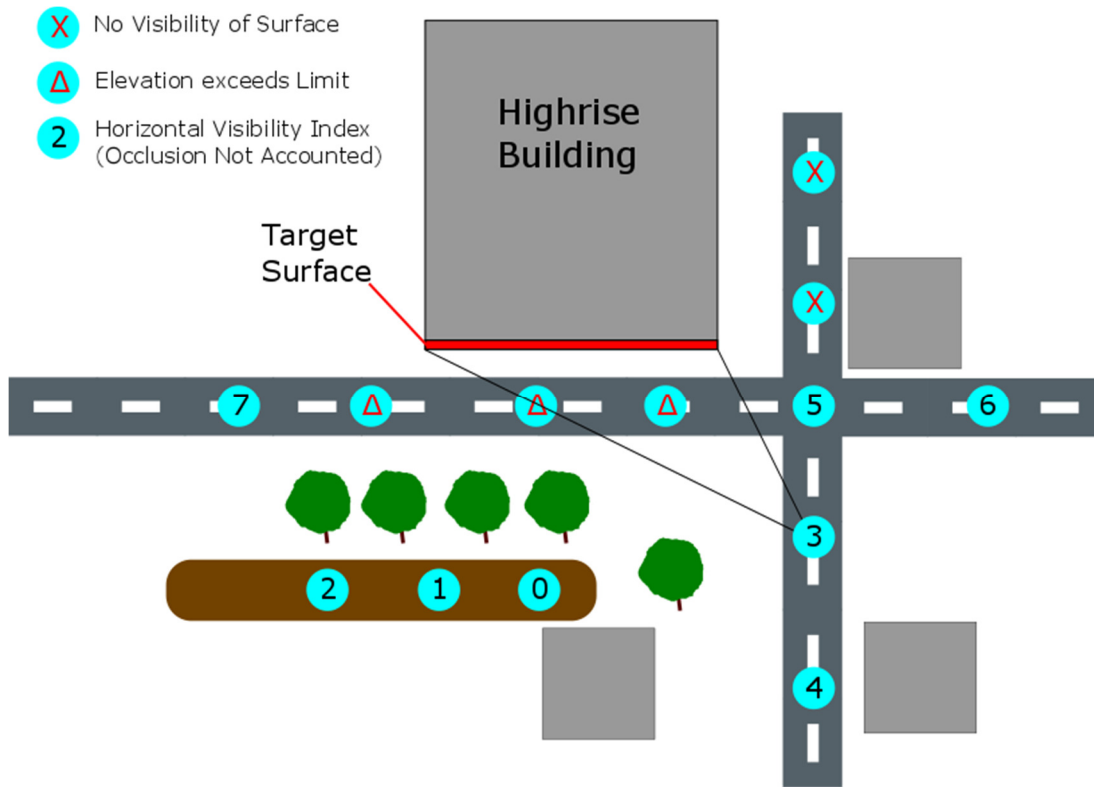 X No Visibility of Surface
Δ Elevation exceeds Limit
2 Horizontal Visibility Index
(Occlusion Not Accounted)
Highrise
Building
Target
Surface
X
X
7 Δ Δ Δ 5 6
3
2 1 0
4